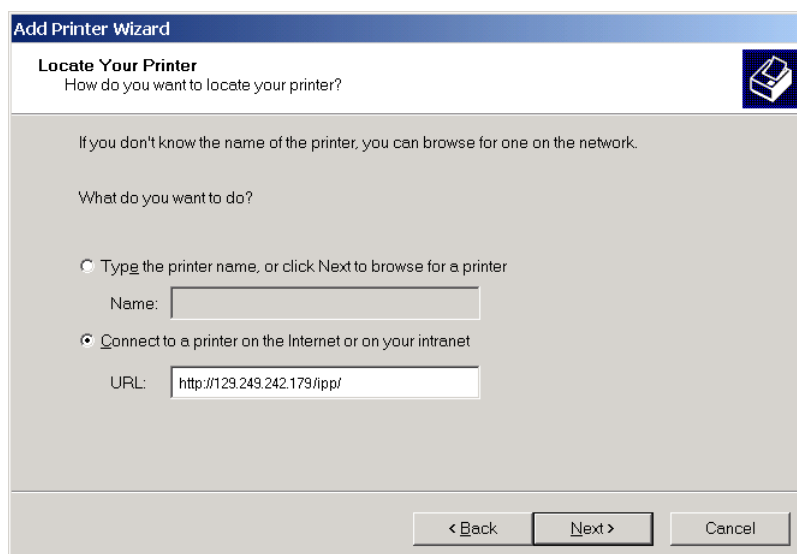 Add Printer Wizard
Locate Your Printer
How do you want to locate your printer?
If you don't know the name of the printer, you can browse for one on the network.
What do you want to do?
Type the printer name, or click Next to browse for a printer
Name:
Connect to a printer on the Internet or on your intranet
URL: http://129.249.242.179/ipp/
< Back Next > Cancel